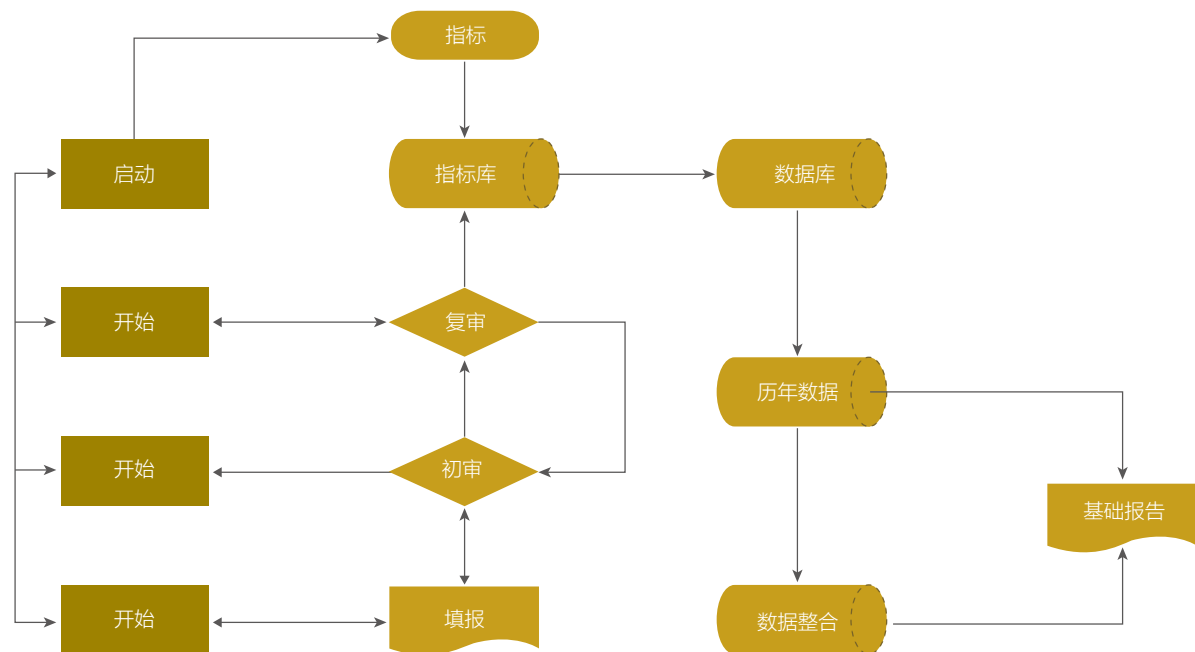 指标
启动
指标库
数据库
开始
复审
历年数据
开始
初审
基础报告
开始
填报
数据整合